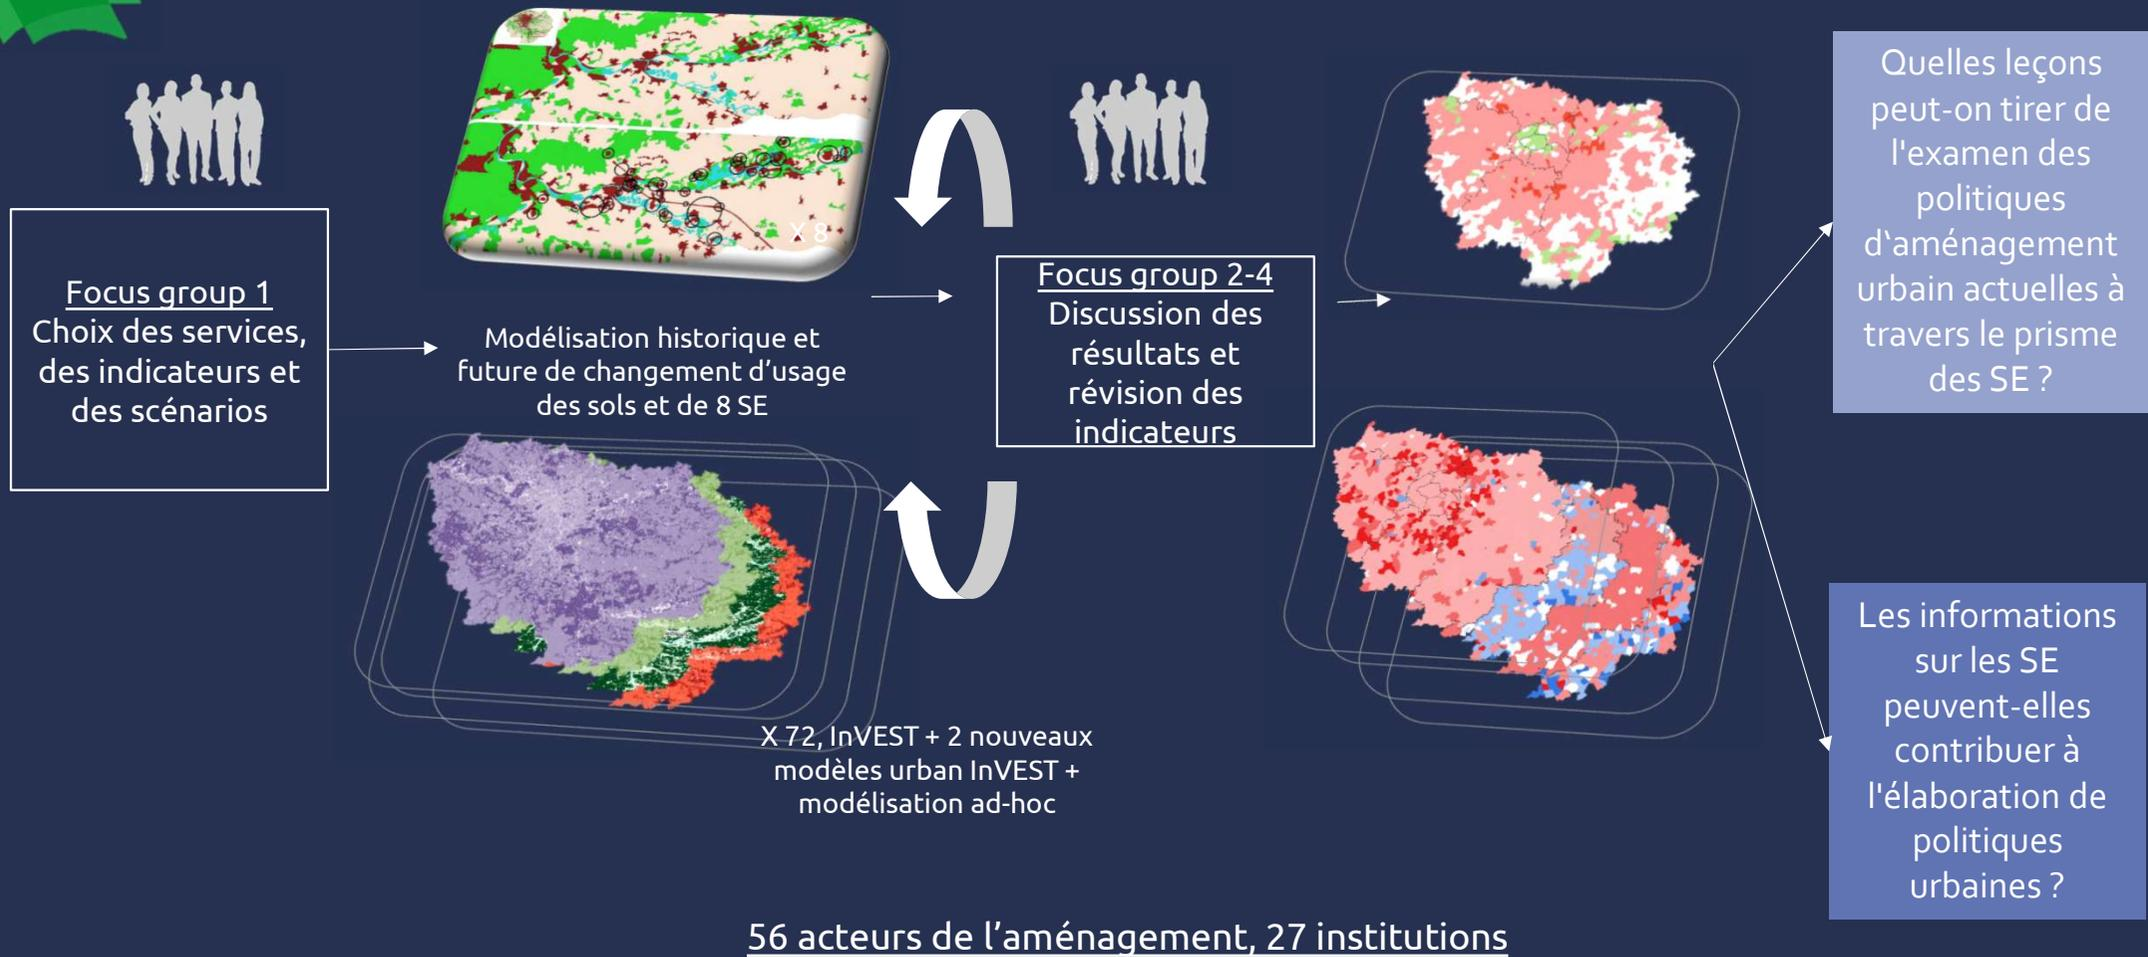 Focus group 1
Choix des services,
des indicateurs et
des scénarios
X 8
Modélisation historique et
future de changement d’usage
des sols et de 8 SE
X 72, InVEST + 2 nouveaux
modèles urban InVEST +
modélisation ad-hoc
Focus group 2-4
Discussion des
résultats et
révision des
indicateurs
Quelles leçons
peut-on tirer de
l'examen des
politiques
d‘aménagement
urbain actuelles à
travers le prisme
des SE ?
Les informations
sur les SE
peuvent-elles
contribuer à
l'élaboration de
politiques
urbaines ?
56 acteurs de l’aménagement, 27 institutions